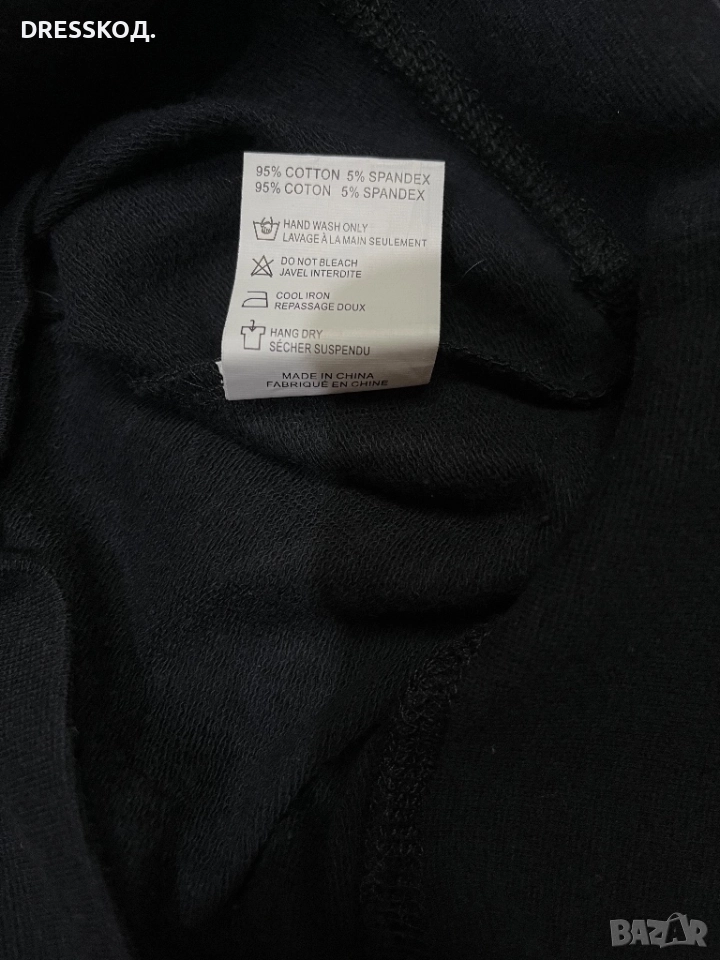 DRESSКОД.
95% COTTON 5% SPANDEX
95% COTON 5% SPANDEX
HAND WASH ONLY
LAVAGE À LA MAIN SEULEMENT
DO NOT BLEACH
JAVEL INTERDITE
COOL IRON
REPASSAGE DOUX
HANG DRY
SÉCHER SUSPENDU
MADE IN CHINA
FABRIQUÉ EN CHINE
BAZAR